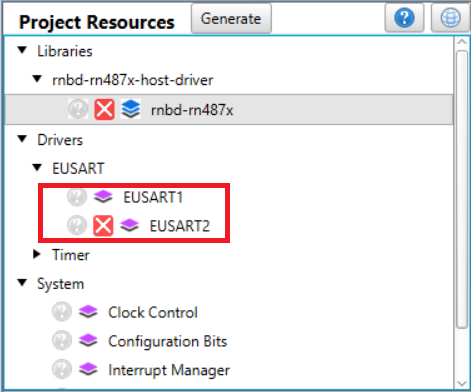 Project Resources Generate
Libraries
rnbd-rn487x-host-driver
rnbd-rn487x
Drivers
EUSART
EUSART1
EUSART2
Timer
System
Clock Control
Configuration Bits
Interrupt Manager